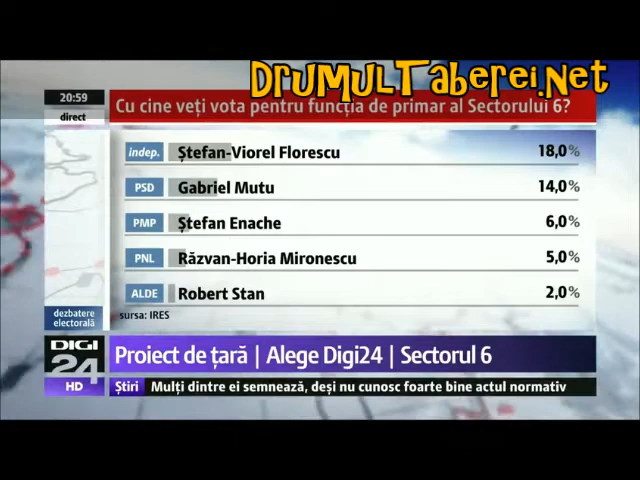 DRUMULTaberei.Net
20:59
direct
Cu cine veți vota pentru funcția de primar al Sectorului 6?
indep. Ștefan-Viorel Florescu 18,0%
PSD Gabriel Mutu 14,0%
PMP Ștefan Enache 6,0%
PNL Răzvan-Horia Mironescu 5,0%
ALDE Robert Stan 2,0%
dezbatere
electorală
sursa: IRES
DIGI
24
HD
Proiect de țară | Alege Digi24 | Sectorul 6
Știri Mulți dintre ei semnează, deși nu cunosc foarte bine actul normativ